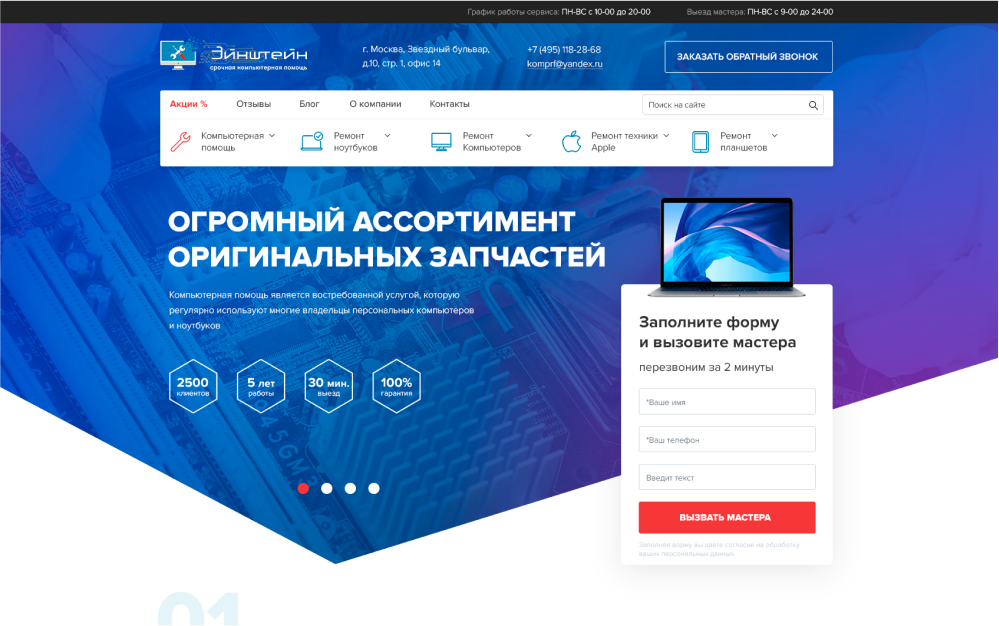 График работы сервиса: ПН-ВС с 10-00 до 20-00
Выезд мастера: ПН-ВС с 9-00 до 24-00
Эйнштейн
срочная компьютерная помощь
г. Москва, Звездный бульвар,
д.10, стр. 1, офис 14
+7 (495) 118-28-68
komprf@yandex.ru
ЗАКАЗАТЬ ОБРАТНЫЙ ЗВОНОК
Акции %
Отзывы
Блог
О компании
Контакты
Поиск на сайте
Компьютерная
помощь
Ремонт
ноутбуков
Ремонт
Компьютеров
Ремонт техники
Apple
Ремонт
планшетов
ОГРОМНЫЙ АССОРТИМЕНТ
ОРИГИНАЛЬНЫХ ЗАПЧАСТЕЙ
Компьютерная помощь является востребованной услугой, которую
регулярно используют многие владельцы персональных компьютеров
и ноутбуков
2500
клиентов
5 лет
работы
30 мин.
выезд
100%
гарантия
Заполните форму
и вызовите мастера
перезвоним за 2 минуты
*Ваше имя
*Ваш телефон
Введит текст
ВЫЗВАТЬ МАСТЕРА
Заполняя форму вы даете согласие на обработку
ваших персональных данных
01